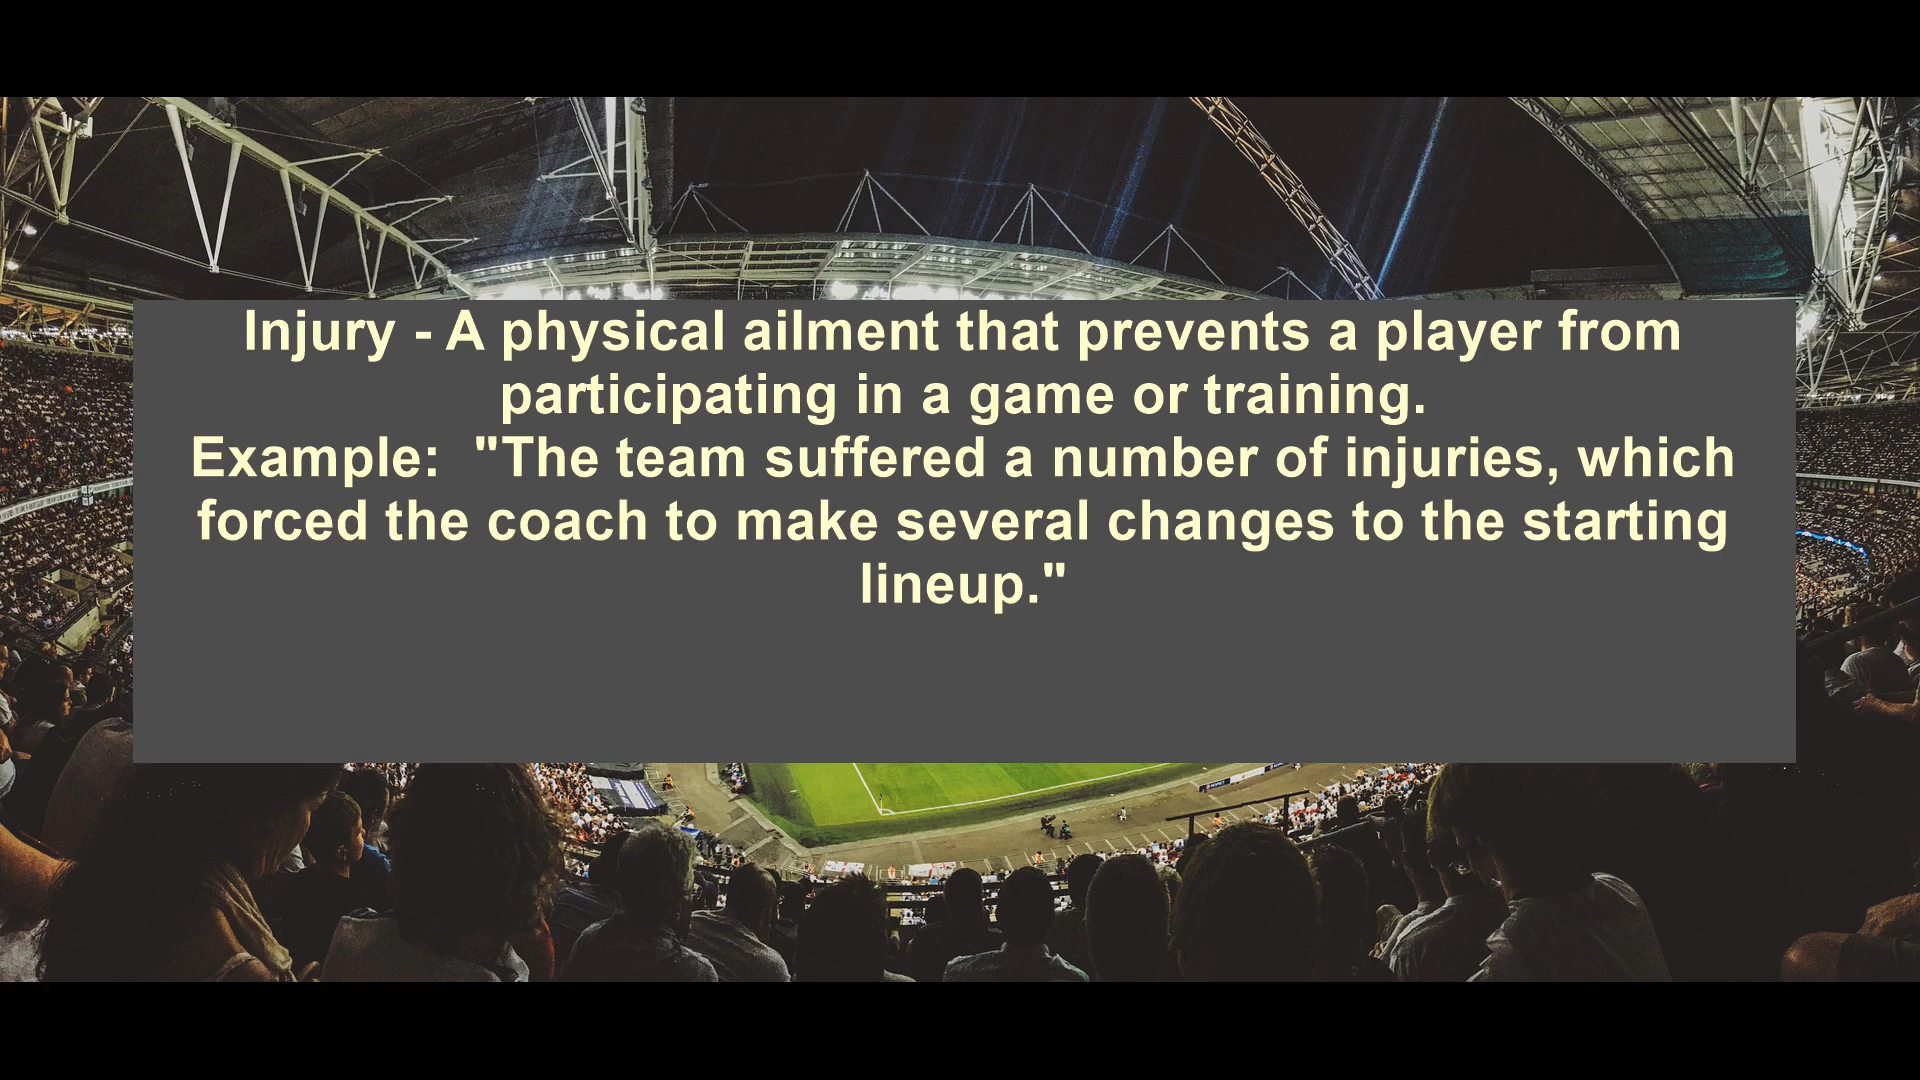 Injury - A physical ailment that prevents a player from
participating in a game or training.
Example:  "The team suffered a number of injuries, which
forced the coach to make several changes to the starting
lineup."